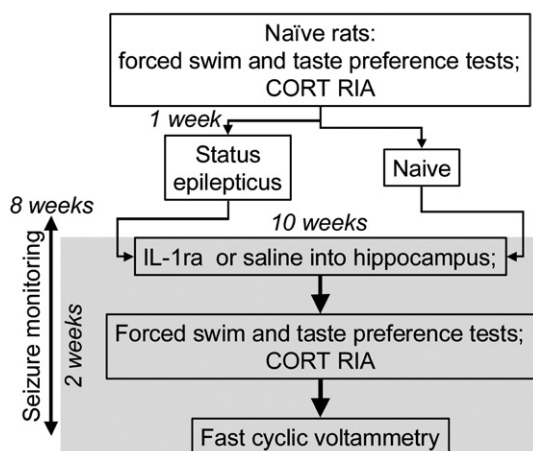 Naïve rats:
forced swim and taste preference tests;
CORT RIA
1 week
Status
epilepticus
Naive
8 weeks
10 weeks
Seizure monitoring
2 weeks
IL-1ra or saline into hippocampus;
Forced swim and taste preference tests;
CORT RIA
Fast cyclic voltammetry